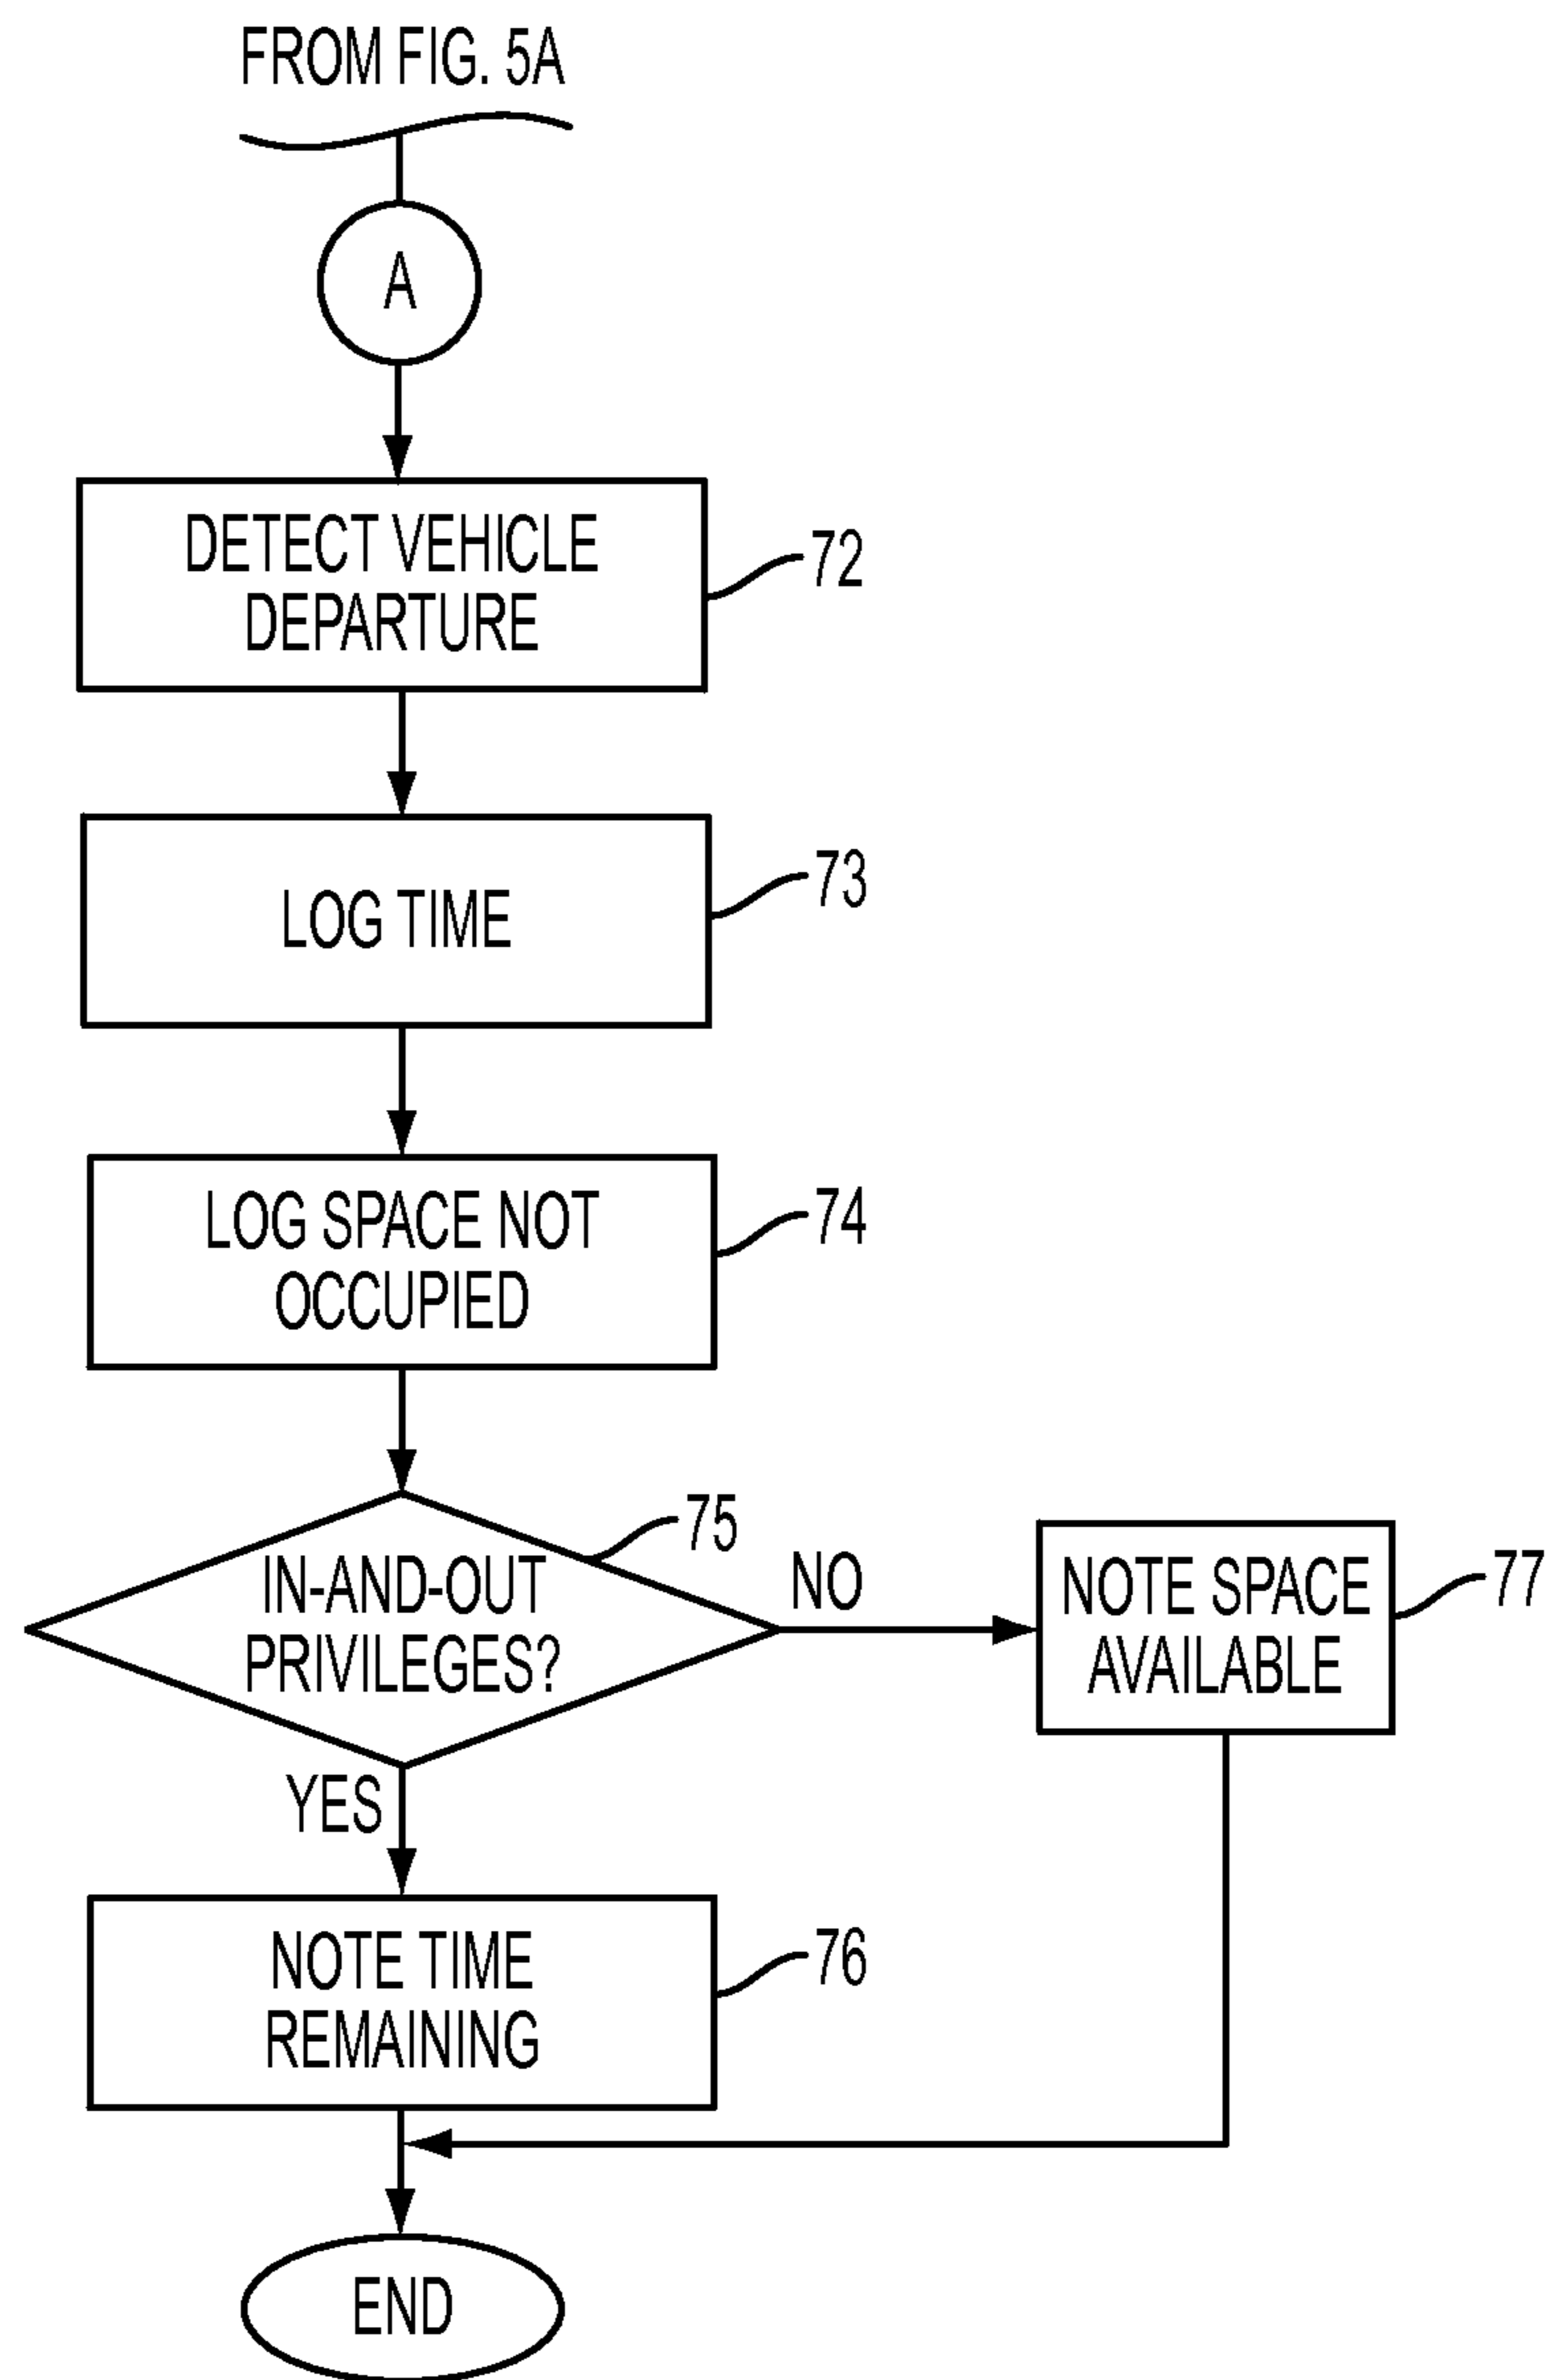 FROM FIG. 5A
A
DETECT VEHICLE
DEPARTURE
72
LOG TIME
73
LOG SPACE NOT
OCCUPIED
74
75
IN-AND-OUT
PRIVILEGES?
NO
NOTE SPACE
AVAILABLE
77
YES
NOTE TIME
REMAINING
76
END